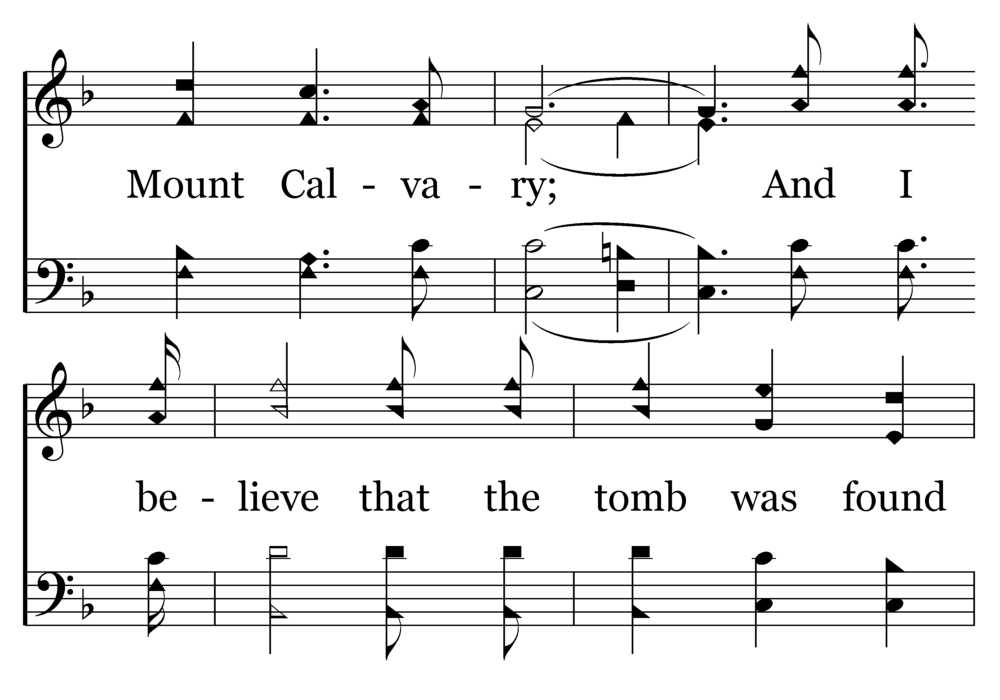 Mount Cal - va - ry; And I
be - lieve that the tomb was found